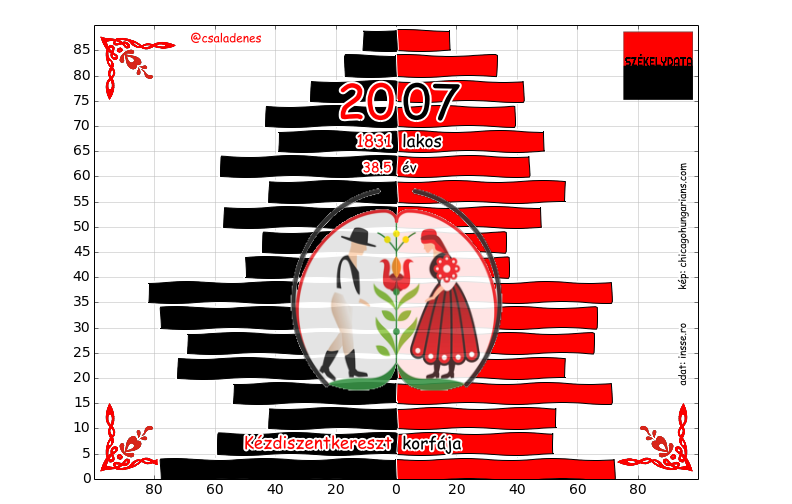 @csaladenes
SZÉKELYDATA
2007
1831 lakos
38.5 év
kép: chicagohungarians.com
adat: insse.ro
Kézdiszentkereszt korfája
85
80
75
70
65
60
55
50
45
40
35
30
25
20
15
10
5
0
80 60 40 20 0 20 40 60 80